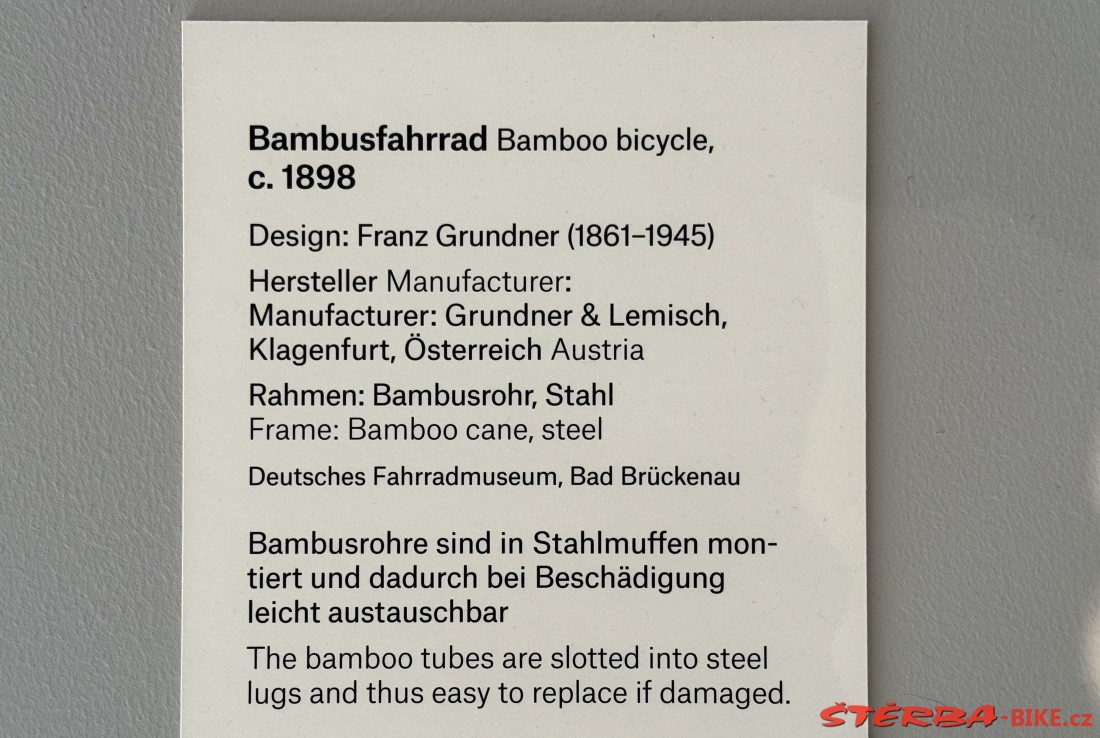 Bambusfahrrad Bamboo bicycle,
c. 1898
Design: Franz Grundner (1861–1945)
Hersteller Manufacturer:
Manufacturer: Grundner & Lemisch,
Klagenfurt, Österreich Austria
Rahmen: Bambusrohr, Stahl
Frame: Bamboo cane, steel
Deutsches Fahrradmuseum, Bad Brückenau
Bambusrohre sind in Stahlmuffen mon-
tiert und dadurch bei Beschädigung
leicht austauschbar
The bamboo tubes are slotted into steel
lugs and thus easy to replace if damaged.
ŠTĚRBA-BIKE.cz